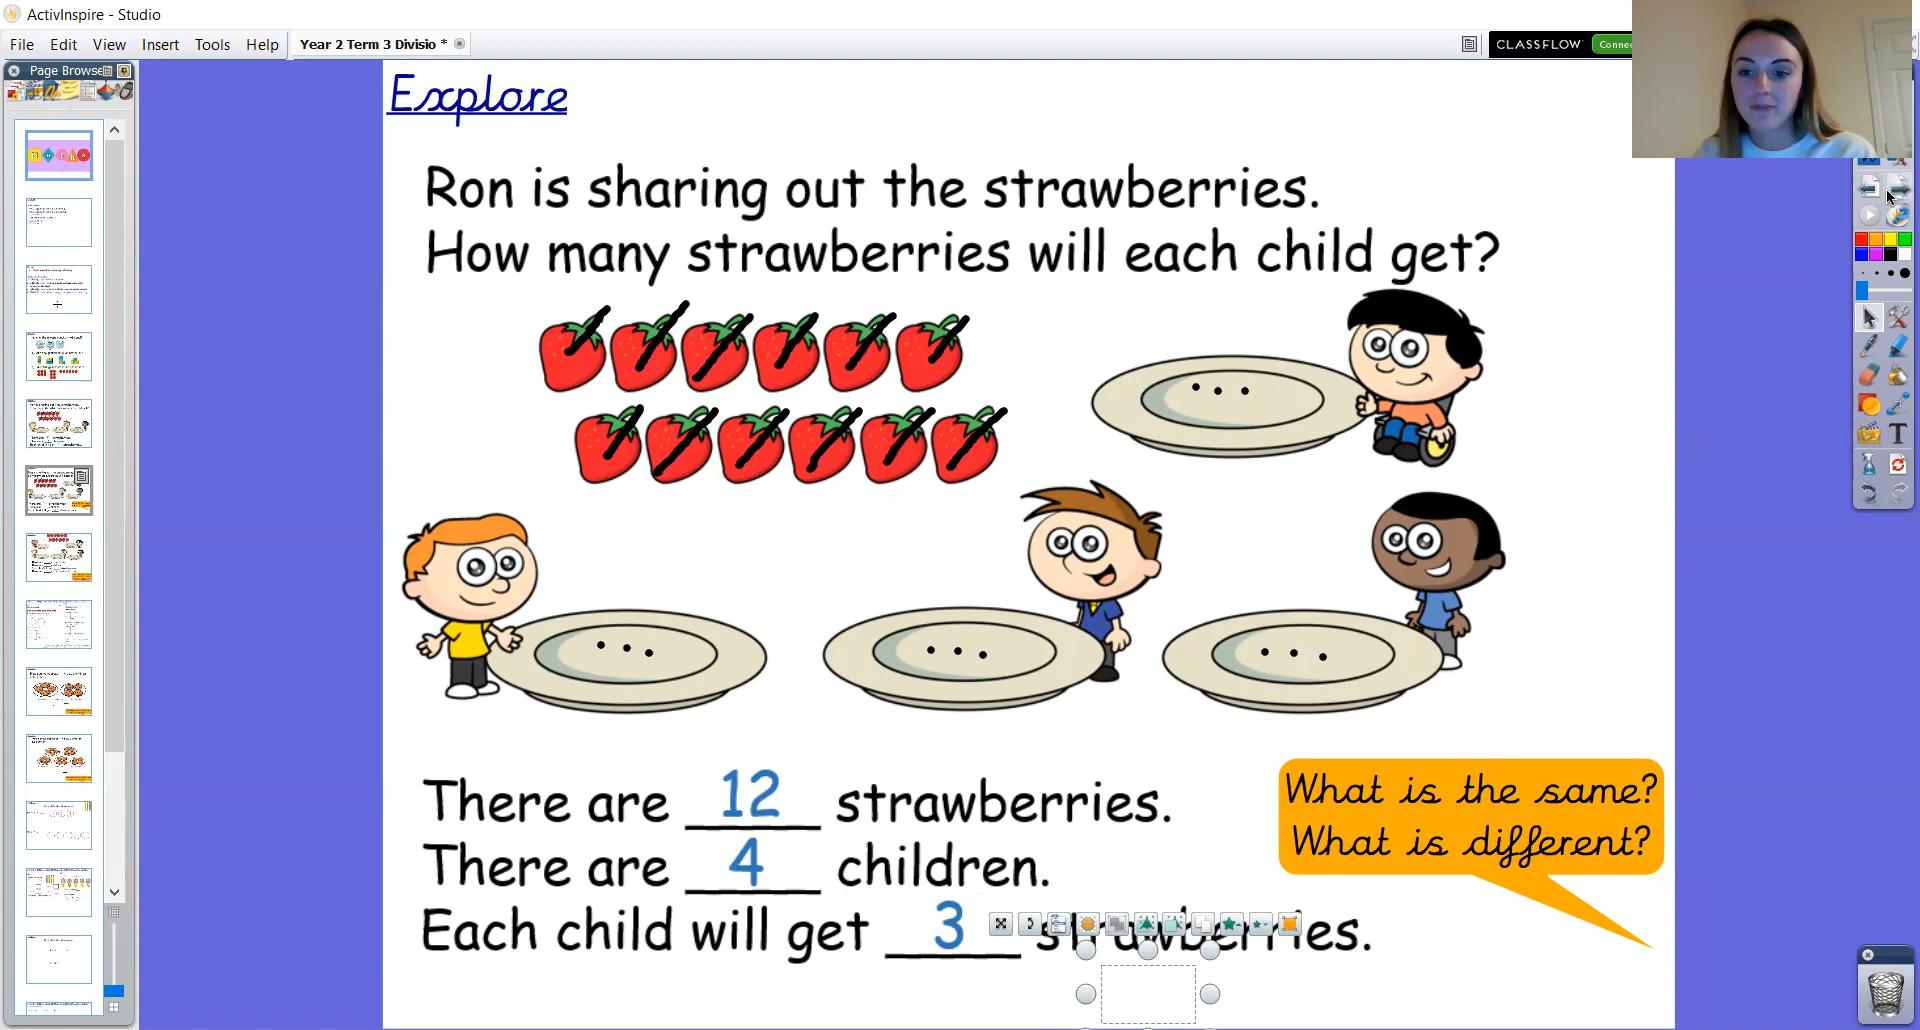 ActivInspire - Studio
File Edit View Insert Tools Help
Year 2 Term 3 Divisio *
CLASSFLOW
Page Browse
Explore
Ron is sharing out the strawberries.
How many strawberries will each child get?
There are 12 strawberries.
There are 4 children.
Each child will get 3 strawberries.
What is the same?
What is different?